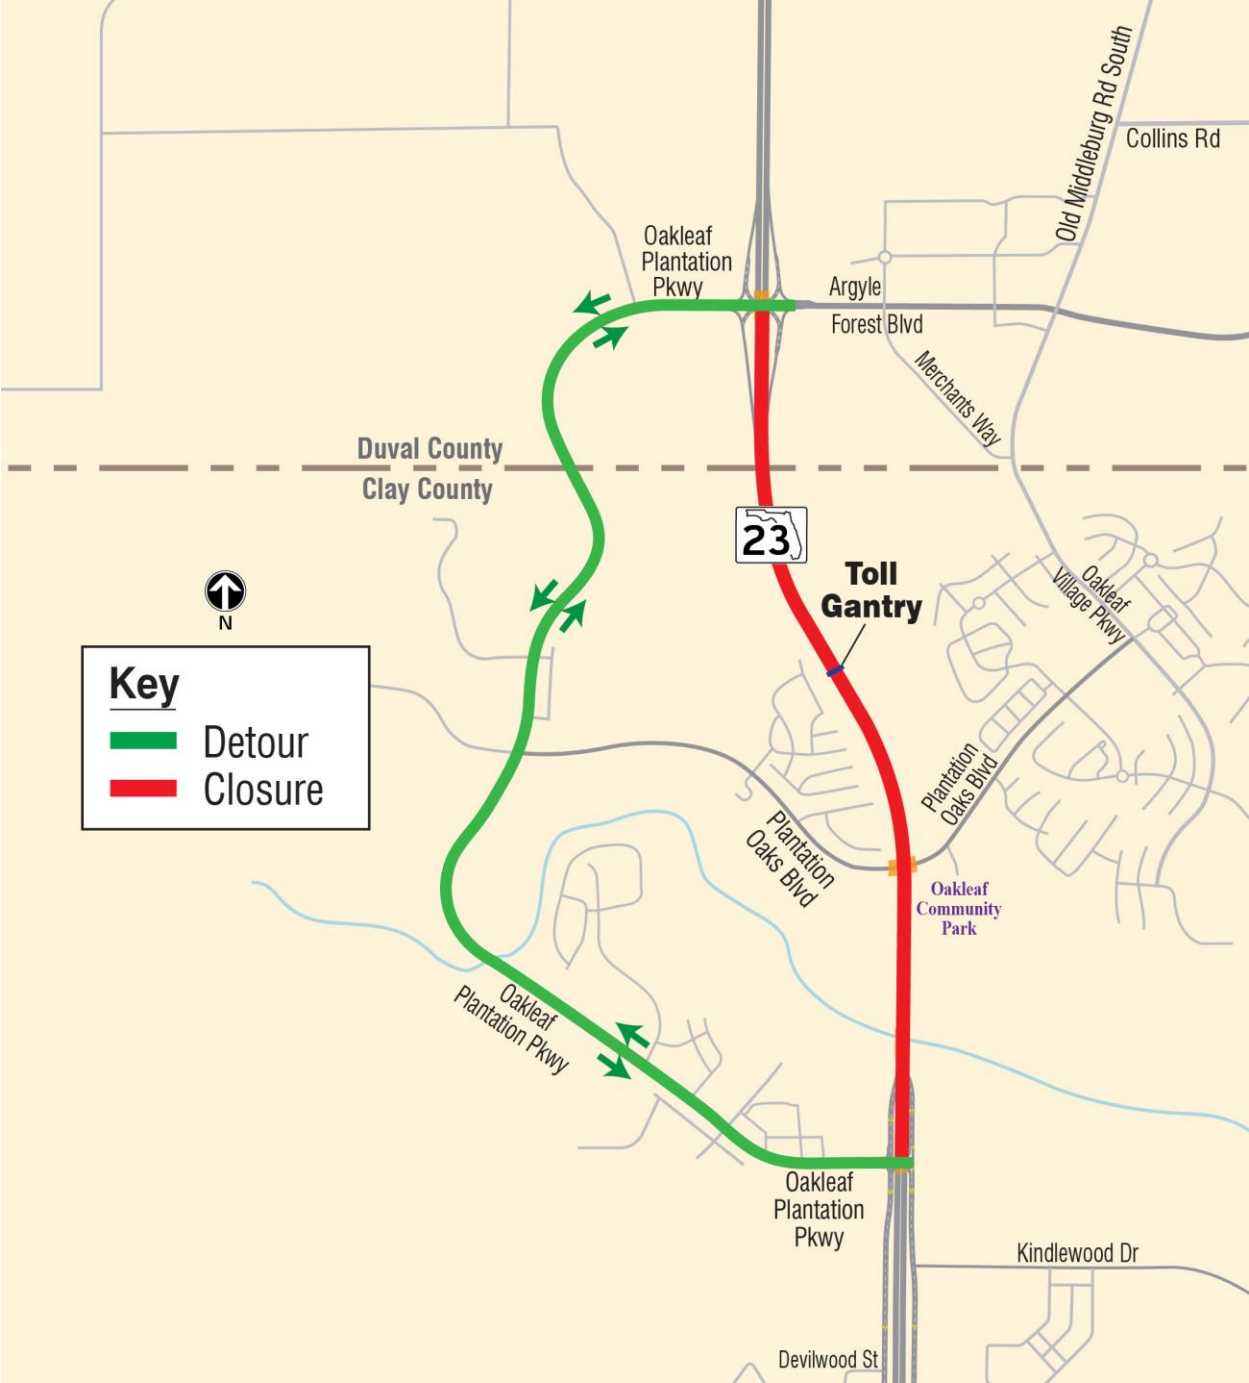 Old Middleburg Rd South
Collins Rd
Oakleaf
Plantation
Pkwy
Argyle
Forest Blvd
Merchants Way
Duval County
Clay County
23
Toll
Gantry
Oakleaf
Village Pkwy
N
Key
Detour
Closure
Plantation
Oaks Blvd
Plantation
Oaks Blvd
Oakleaf
Community
Park
Oakleaf
Plantation Pkwy
Oakleaf
Plantation
Pkwy
Kindlewood Dr
Devilwood St